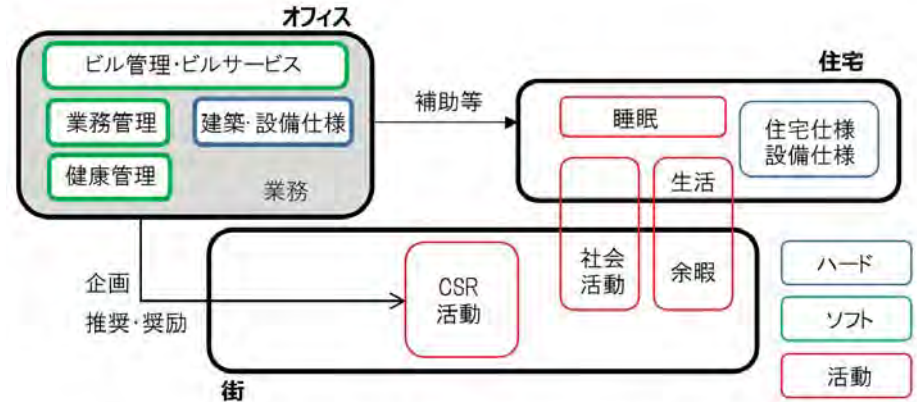 オフィス
ビル管理・ビルサービス
業務管理
建築・設備仕様
健康管理
業務
補助等
住宅
睡眠
住宅仕様
設備仕様
生活
企画
推奨・奨励
CSR
活動
社会
活動
余暇
街
ハード
ソフト
活動